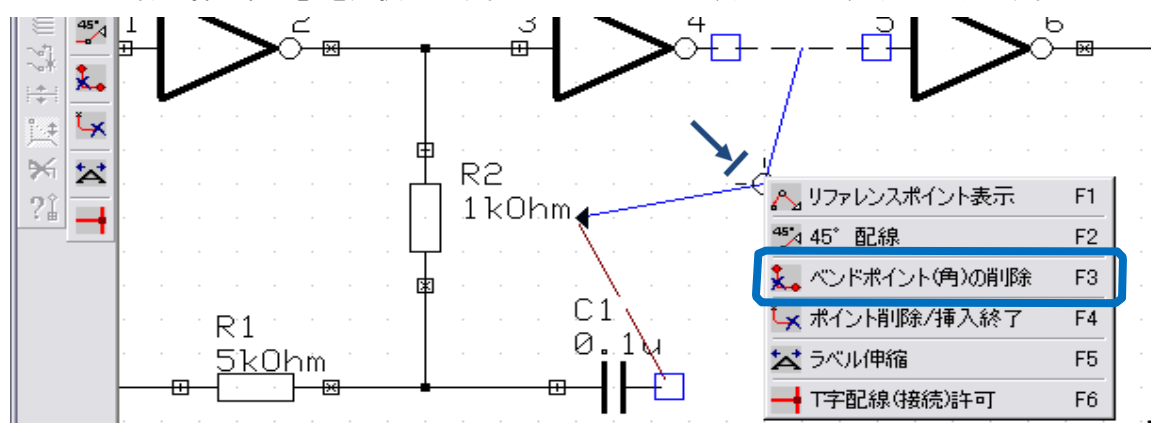 45°
1
2
3
4
5
6
R2
1kOhm
R1
5kOhm
C1
0.1u
リファレンスポイント表示 F1
45° 45° 配線 F2
ベンドポイント(角)の削除 F3
ポイント削除/挿入終了 F4
ラベル伸縮 F5
T字配線(接続)許可 F6